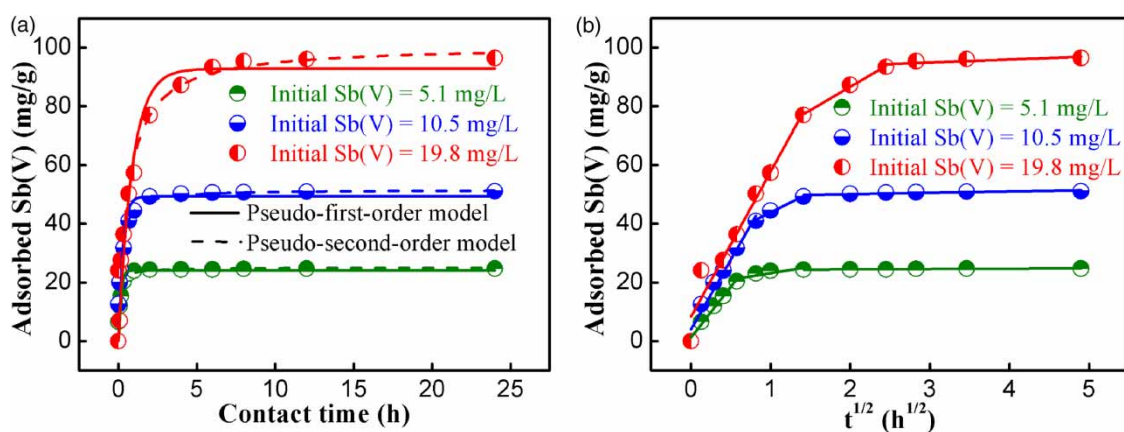 (a)
Adsorbed Sb(V) (mg/g)
100
80
60
40
20
0
Initial Sb(V) = 5.1 mg/L
Initial Sb(V) = 10.5 mg/L
Initial Sb(V) = 19.8 mg/L
Pseudo-first-order model
Pseudo-second-order model
0 5 10 15 20 25
Contact time (h)
(b)
Adsorbed Sb(V) (mg/g)
100
80
60
40
20
0
Initial Sb(V) = 5.1 mg/L
Initial Sb(V) = 10.5 mg/L
Initial Sb(V) = 19.8 mg/L
0 1 2 3 4 5
t^1/2 (h^1/2)